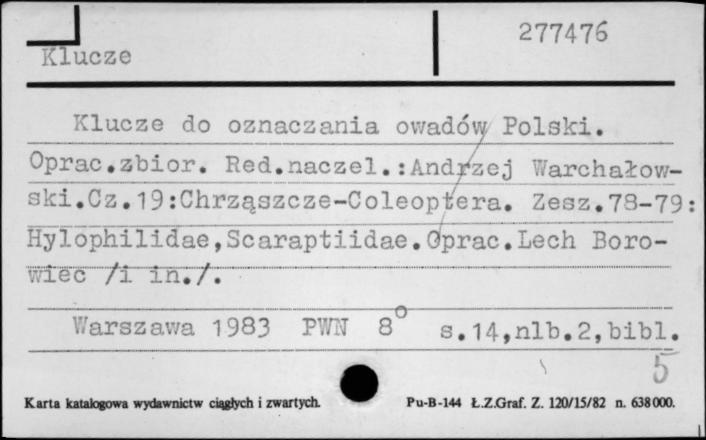 277476
Klucze
Klucze do oznaczania owadów Polski.
Oprac.zbior. Red.naczel.:Andrzej Warchałow-
ski.Cz.19:Chrząszcze-Coleoptera. Zesz.78-79:
Hylophilidae,Scaraptiidae.Oprac.Lech Boro-
wiec /i in./.
Warszawa 1983 PWN 8° s.14,nlb.2,bibl.
5
Karta katalogowa wydawnictw ciągłych i zwartych. Pu-B-144 Ł.Z.Graf. Z. 120/15/82 n. 638000.